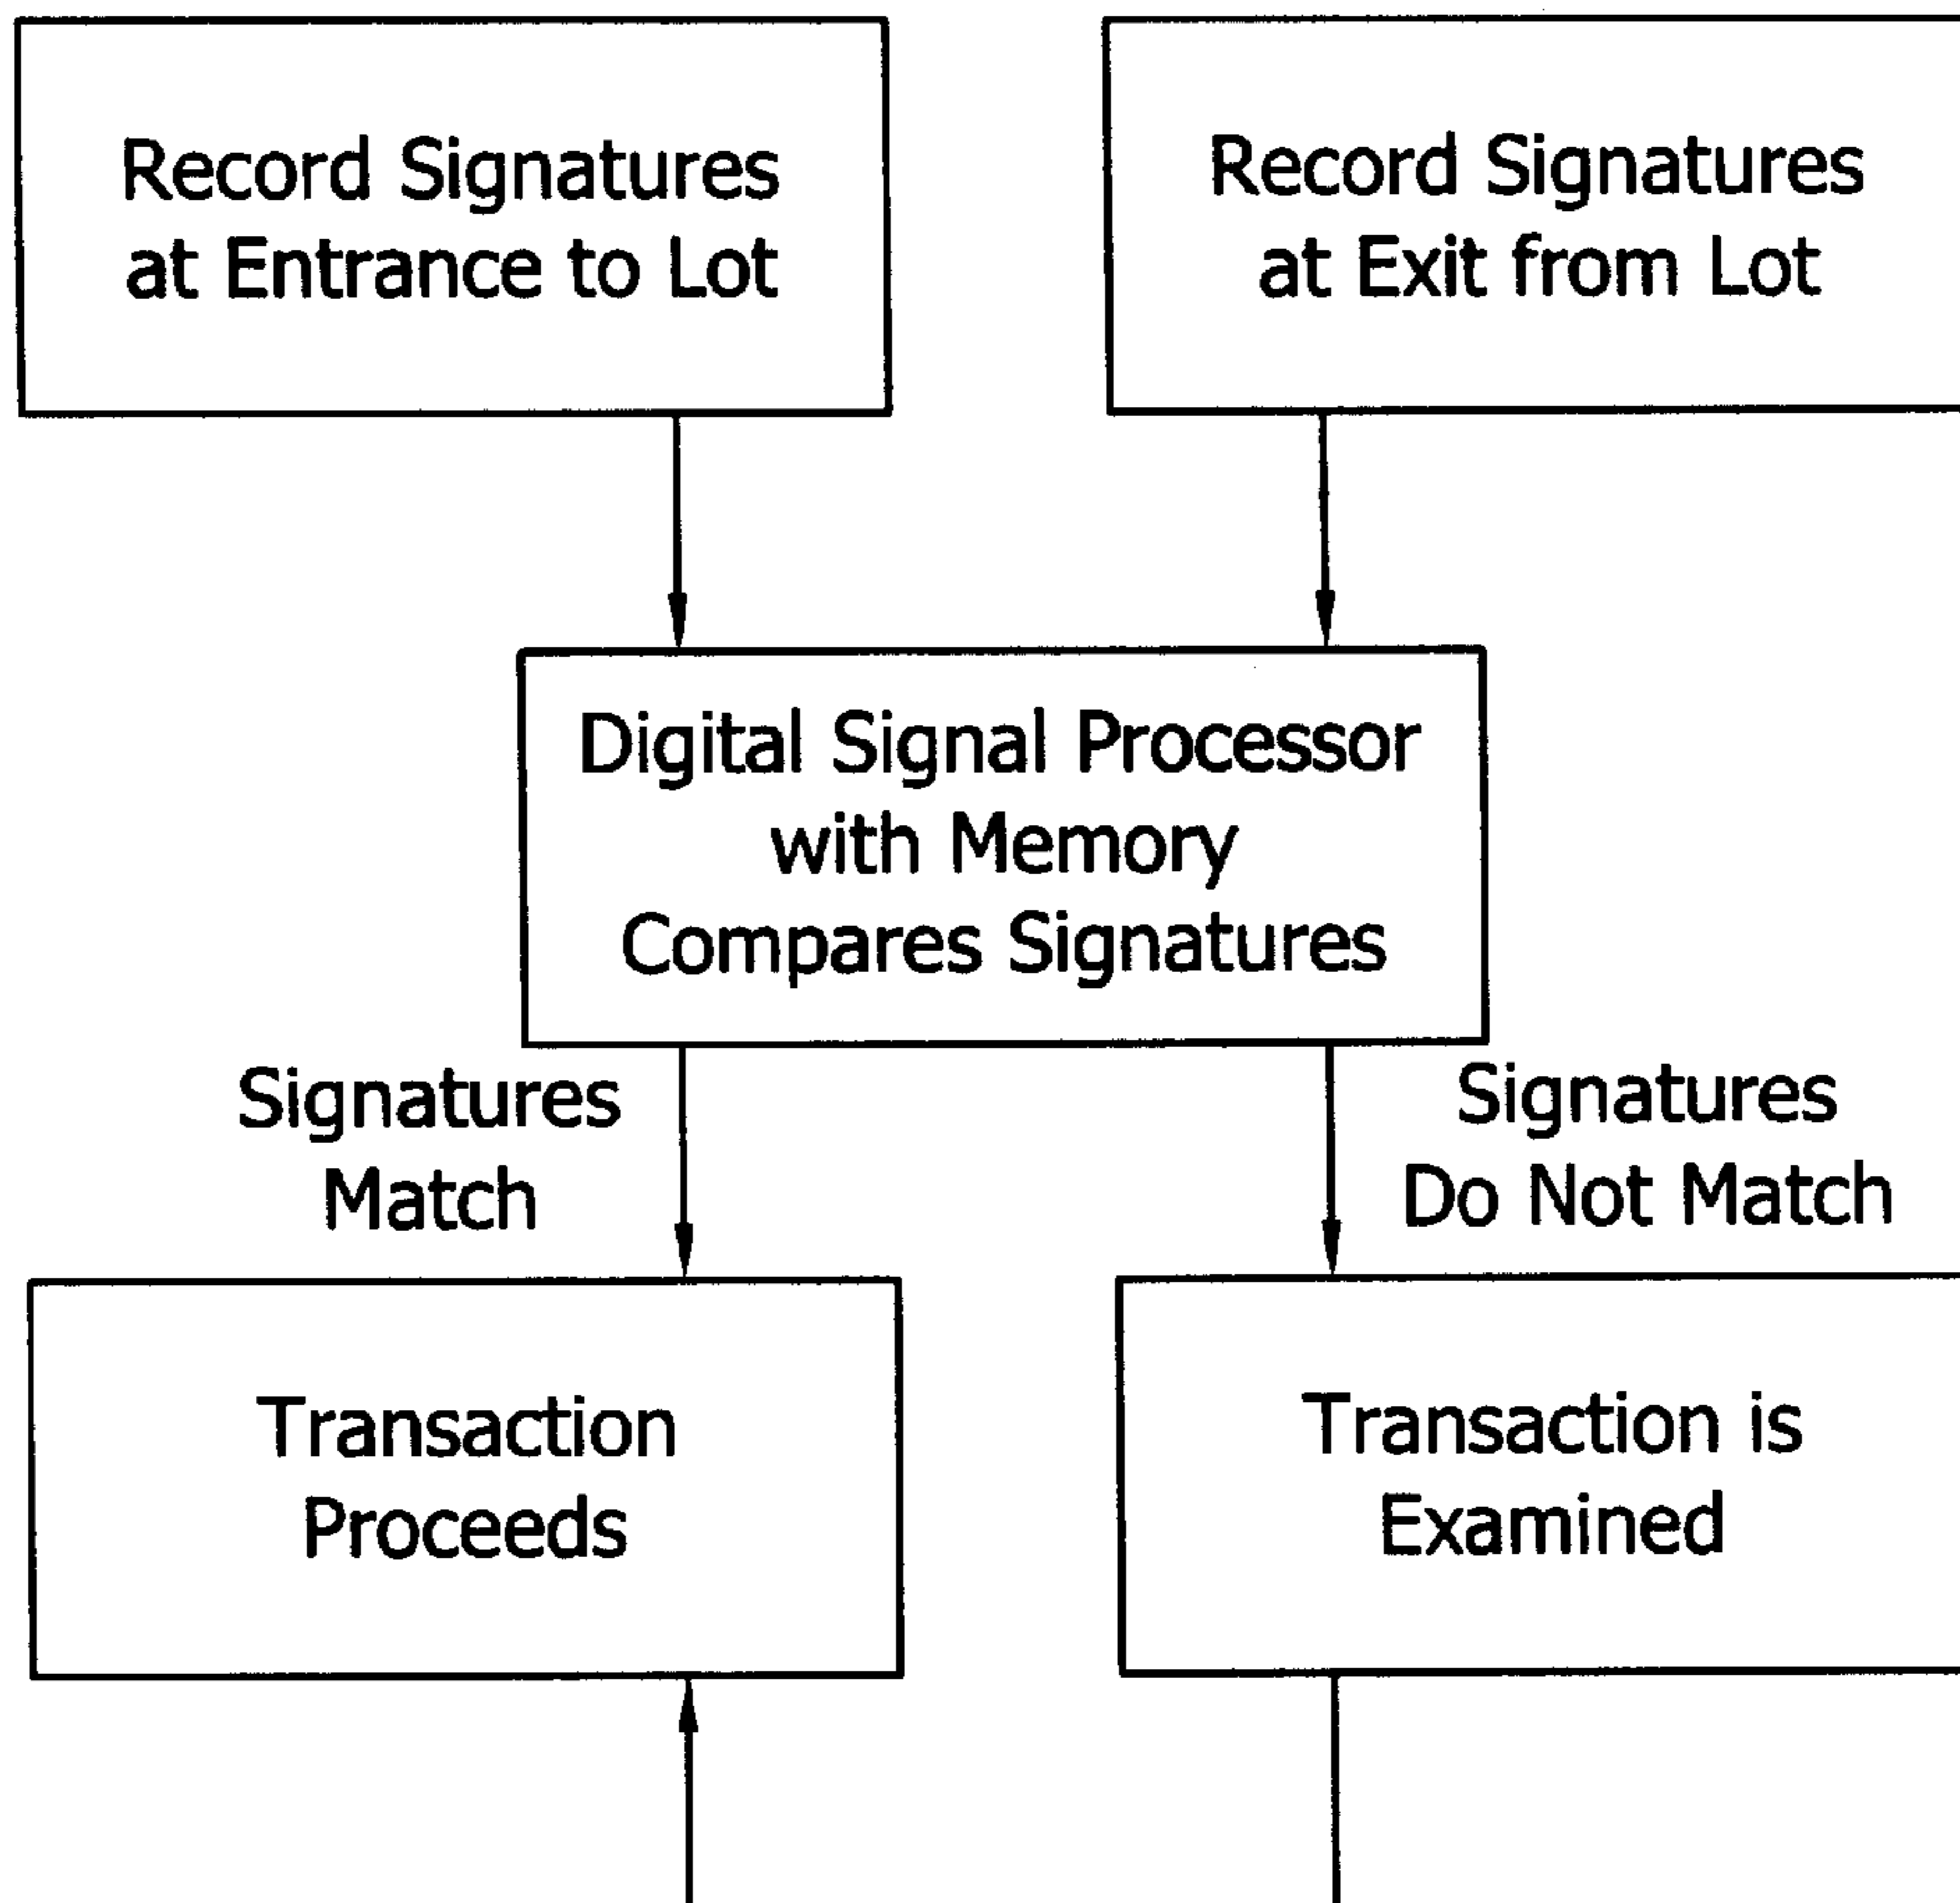 Record Signatures
at Entrance to Lot
Record Signatures
at Exit from Lot
Digital Signal Processor
with Memory
Compares Signatures
Signatures
Match
Signatures
Do Not Match
Transaction
Proceeds
Transaction is
Examined